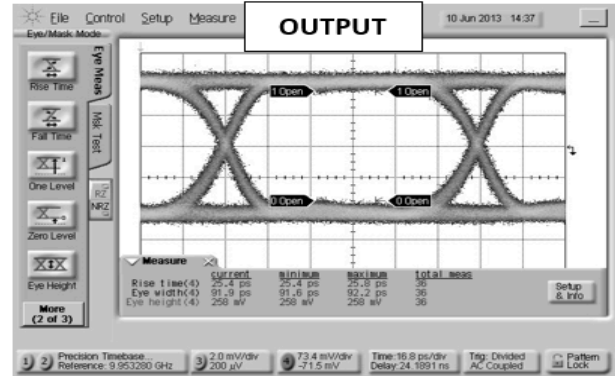 File Control Setup Measure
OUTPUT
10 Jun 2013 14:37
Eye/Mask Mode
Rise Time
Fall Time
One Level
Zero Level
Eye Height
More
(2 of 3)
Eye Meas
Msk Test
RZ
NRZ
1 Open 1 Open
0 Open 0 Open
Measure
current minimum maximum total meas
Rise time(4) 25.4 ps 25.4 ps 25.8 ps 36
Eye width(4) 91.9 ps 91.6 ps 92.2 ps 36
Eye height(4) 258 mV 258 mV 258 mV 36
Setup
& Info
1) 2) Precision Timebase...
Reference: 9.953280 GHz
3) 2.0 mV/div
200 µV
4) 73.4 mV/div
-71.5 mV
Time:16.8 ps/div
Delay:24.1891 ns
Trig: Divided
AC Coupled
Pattern
Lock